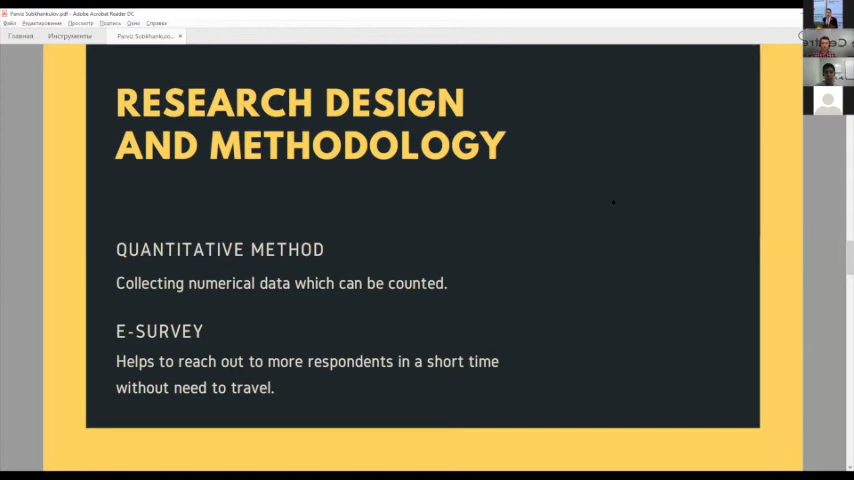 Parviz Subkhankulov.pdf - Adobe Acrobat Reader DC
Файл Редактирование Просмотр Подпись Окно Справка
Главная Инструменты Parviz Subkhankulo... ×
RESEARCH DESIGN
AND METHODOLOGY
QUANTITATIVE METHOD
Collecting numerical data which can be counted.
E-SURVEY
Helps to reach out to more respondents in a short time
without need to travel.